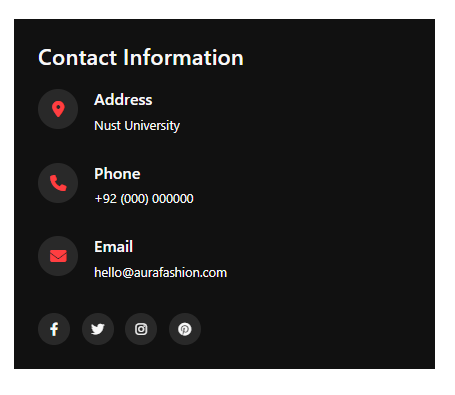 Contact Information
Address
Nust University
Phone
+92 (000) 000000
Email
hello@aurafashion.com